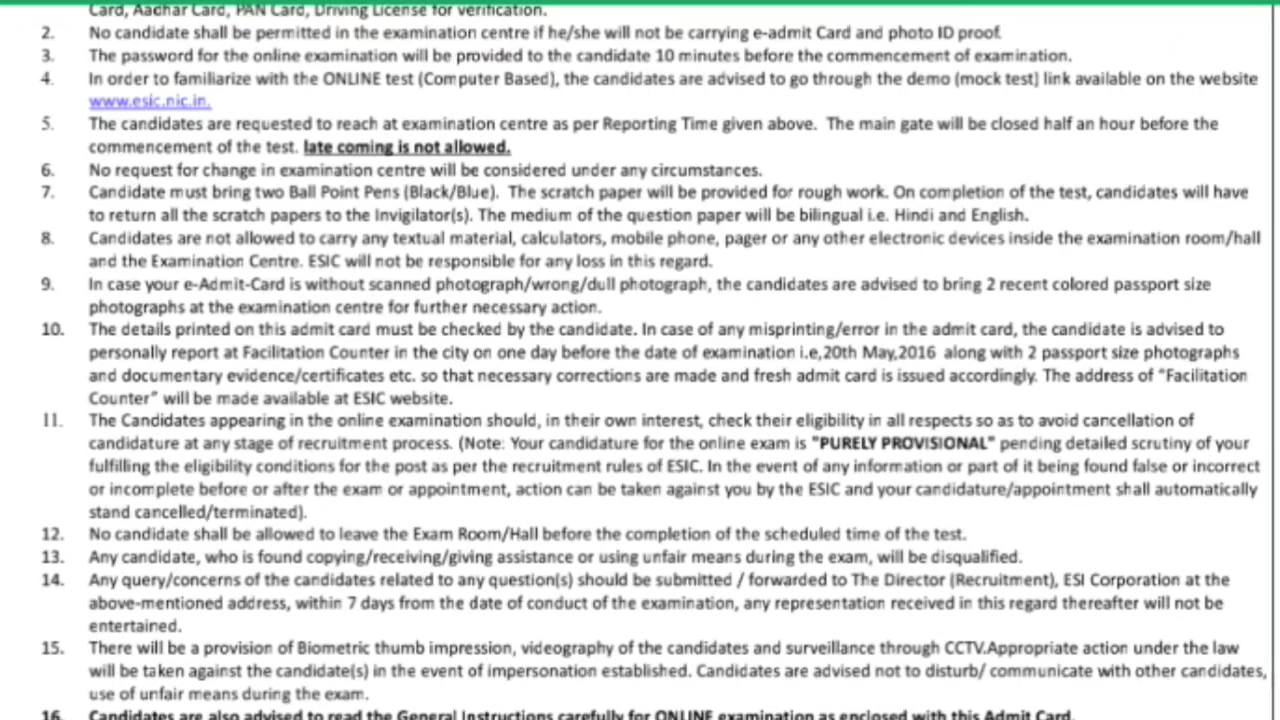 Card, Aadhar Card, PAN Card, Driving License for verification.
2. No candidate shall be permitted in the examination centre if he/she will not be carrying e-admit Card and photo ID proof.
3. The password for the online examination will be provided to the candidate 10 minutes before the commencement of examination.
4. In order to familiarize with the ONLINE test (Computer Based), the candidates are advised to go through the demo (mock test) link available on the website
www.esic.nic.in.
5. The candidates are requested to reach at examination centre as per Reporting Time given above. The main gate will be closed half an hour before the
commencement of the test. late coming is not allowed.
6. No request for change in examination centre will be considered under any circumstances.
7. Candidate must bring two Ball Point Pens (Black/Blue). The scratch paper will be provided for rough work. On completion of the test, candidates will have
to return all the scratch papers to the Invigilator(s). The medium of the question paper will be bilingual i.e. Hindi and English.
8. Candidates are not allowed to carry any textual material, calculators, mobile phone, pager or any other electronic devices inside the examination room/hall
and the Examination Centre. ESIC will not be responsible for any loss in this regard.
9. In case your e-Admit-Card is without scanned photograph/wrong/dull photograph, the candidates are advised to bring 2 recent colored passport size
photographs at the examination centre for further necessary action.
10. The details printed on this admit card must be checked by the candidate. In case of any misprinting/error in the admit card, the candidate is advised to
personally report at Facilitation Counter in the city on one day before the date of examination i.e,20th May,2016 along with 2 passport size photographs
and documentary evidence/certificates etc. so that necessary corrections are made and fresh admit card is issued accordingly. The address of "Facilitation
Counter" will be made available at ESIC website.
11. The Candidates appearing in the online examination should, in their own interest, check their eligibility in all respects so as to avoid cancellation of
candidature at any stage of recruitment process. (Note: Your candidature for the online exam is "PURELY PROVISIONAL" pending detailed scrutiny of your
fulfilling the eligibility conditions for the post as per the recruitment rules of ESIC. In the event of any information or part of it being found false or incorrect
or incomplete before or after the exam or appointment, action can be taken against you by the ESIC and your candidature/appointment shall automatically
stand cancelled/terminated).
12. No candidate shall be allowed to leave the Exam Room/Hall before the completion of the scheduled time of the test.
13. Any candidate, who is found copying/receiving/giving assistance or using unfair means during the exam, will be disqualified.
14. Any query/concerns of the candidates related to any question(s) should be submitted / forwarded to The Director (Recruitment), ESI Corporation at the
above-mentioned address, within 7 days from the date of conduct of the examination, any representation received in this regard thereafter will not be
entertained.
15. There will be a provision of Biometric thumb impression, videography of the candidates and surveillance through CCTV.Appropriate action under the law
will be taken against the candidate(s) in the event of impersonation established. Candidates are advised not to disturb/ communicate with other candidates,
use of unfair means during the exam.
16. Candidates are also advised to read the General Instructions carefully for ONLINE examination as enclosed with this Admit Card.